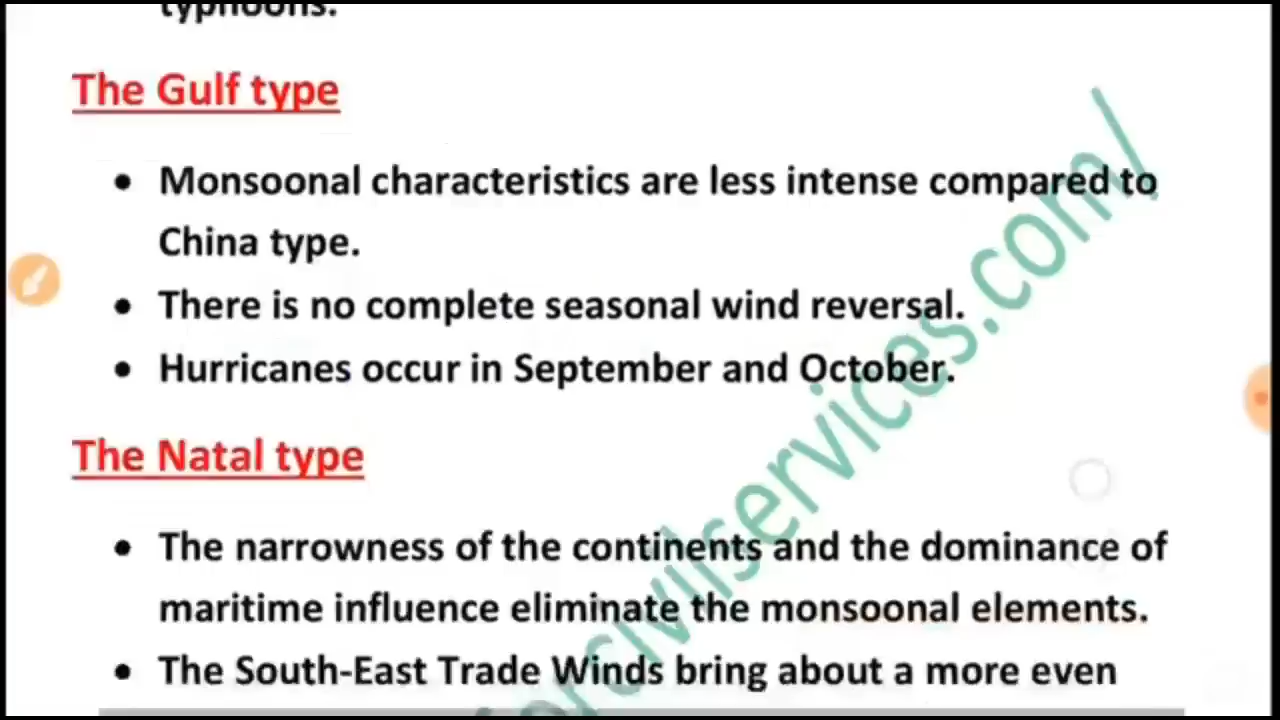 typhoons.
The Gulf type
• Monsoonal characteristics are less intense compared to
China type.
• There is no complete seasonal wind reversal.
• Hurricanes occur in September and October.
The Natal type
• The narrowness of the continents and the dominance of
maritime influence eliminate the monsoonal elements.
• The South-East Trade Winds bring about a more even
forcivilservices.com/